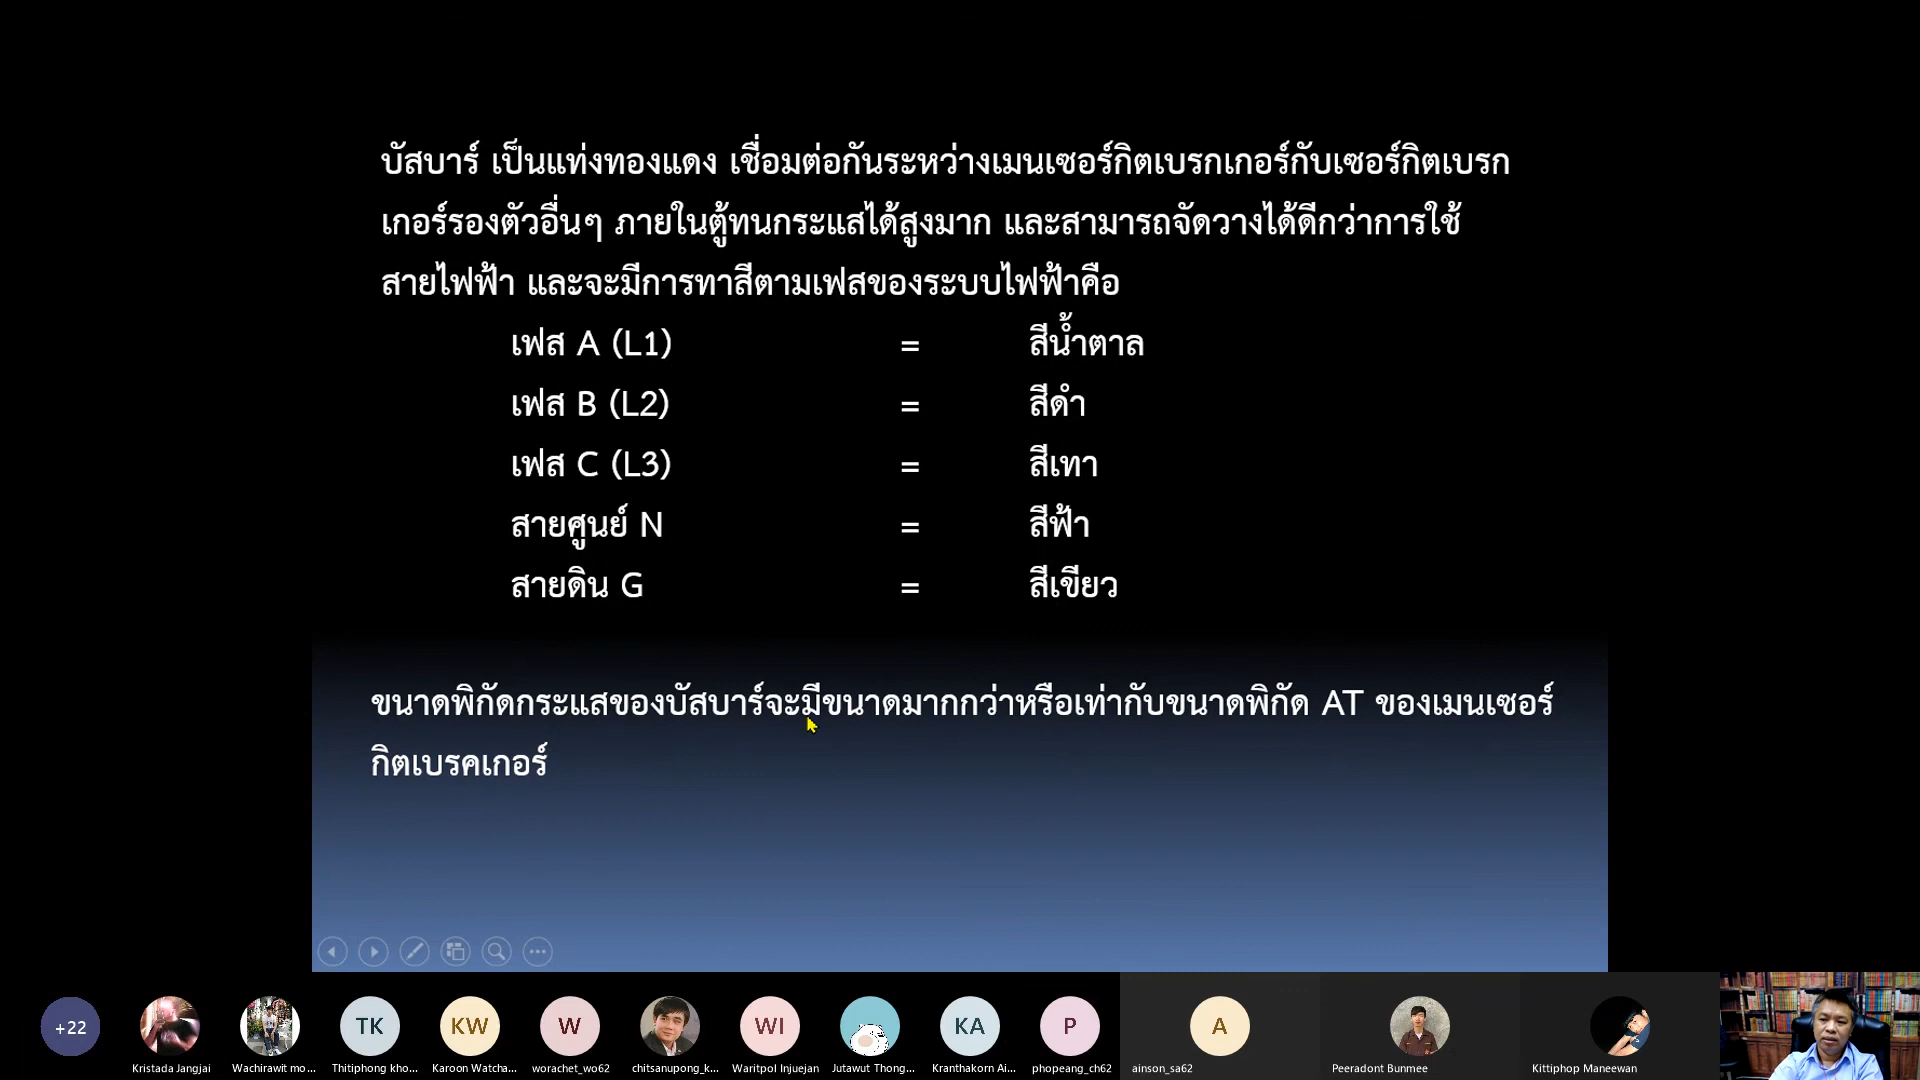 บัสบาร์ เป็นแท่งทองแดง เชื่อมต่อกันระหว่างเมนเซอร์กิตเบรกเกอร์กับเซอร์กิตเบรก
เกอร์รองตัวอื่นๆ ภายในตู้ทนกระแสได้สูงมาก และสามารถจัดวางได้ดีกว่าการใช้
สายไฟฟ้า และจะมีการทาสีตามเฟสของระบบไฟฟ้าคือ
เฟส A (L1) = สีน้ำตาล
เฟส B (L2) = สีดำ
เฟส C (L3) = สีเทา
สายศูนย์ N = สีฟ้า
สายดิน G = สีเขียว
ขนาดพิกัดกระแสของบัสบาร์จะมีขนาดมากกว่าหรือเท่ากับขนาดพิกัด AT ของเมนเซอร์
กิตเบรคเกอร์
+22 TK KW W WI KA P A
Kristada Jangjai Wachirawit mo... Thitiphong kho... Karoon Watcha... worachet_wo62 chitsanupong_k... Waritpol Injuejan Jutawut Thong... Kranthakorn Ai... phopeang_ch62 ainson_sa62 Peeradont Bunmee Kittiphop Maneewan